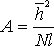 A = h̅² / Nl